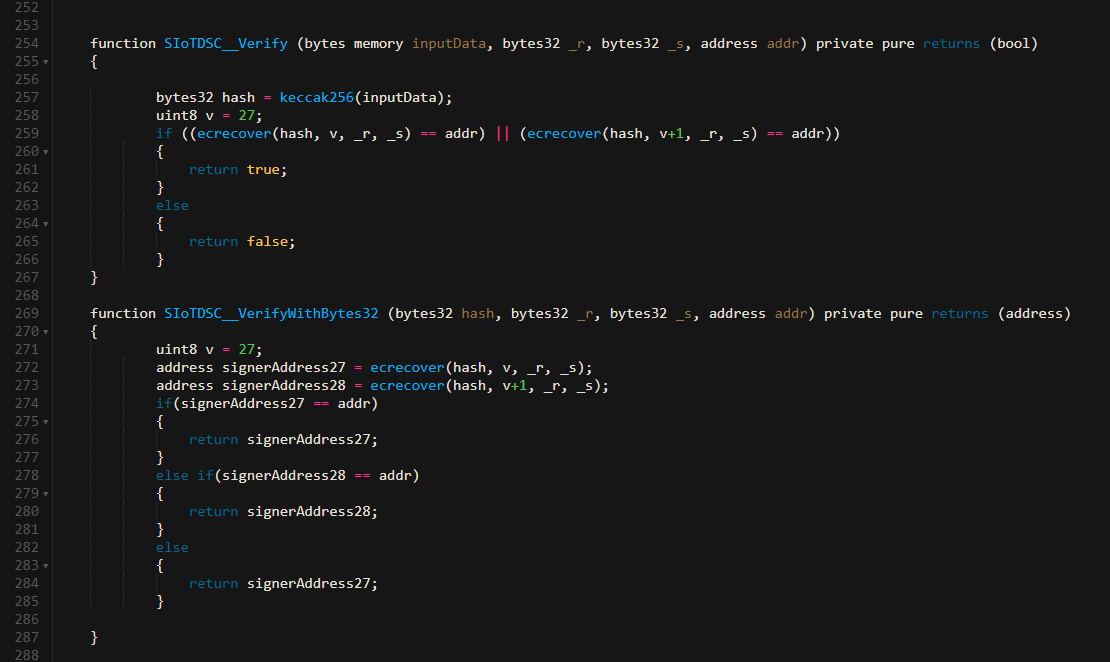 252
253
254 function SIoTDSC__Verify (bytes memory inputData, bytes32 _r, bytes32 _s, address addr) private pure returns (bool)
255 {
256
257 bytes32 hash = keccak256(inputData);
258 uint8 v = 27;
259 if ((ecrecover(hash, v, _r, _s) == addr) || (ecrecover(hash, v+1, _r, _s) == addr))
260 {
261 return true;
262 }
263 else
264 {
265 return false;
266 }
267 }
268
269 function SIoTDSC__VerifyWithBytes32 (bytes32 hash, bytes32 _r, bytes32 _s, address addr) private pure returns (address)
270 {
271 uint8 v = 27;
272 address signerAddress27 = ecrecover(hash, v, _r, _s);
273 address signerAddress28 = ecrecover(hash, v+1, _r, _s);
274 if(signerAddress27 == addr)
275 {
276 return signerAddress27;
277 }
278 else if(signerAddress28 == addr)
279 {
280 return signerAddress28;
281 }
282 else
283 {
284 return signerAddress27;
285 }
286
287 }
288